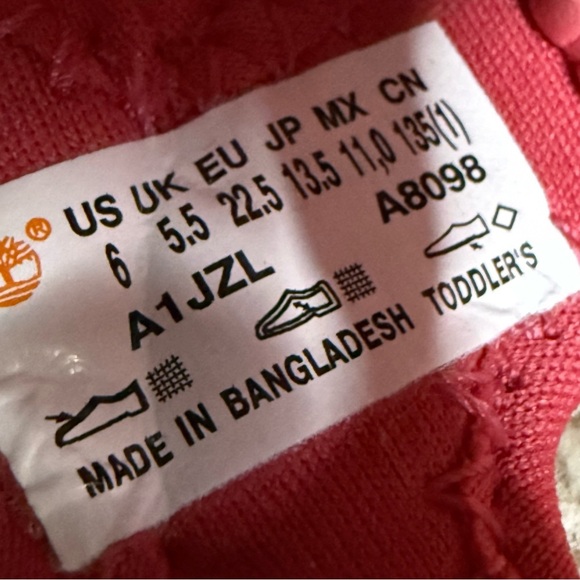 ®
US UK EU JP MX CN
6 5.5 22.5 13.5 11,0 135(1)
A1JZL A8098
MADE IN BANGLADESH TODDLER'S